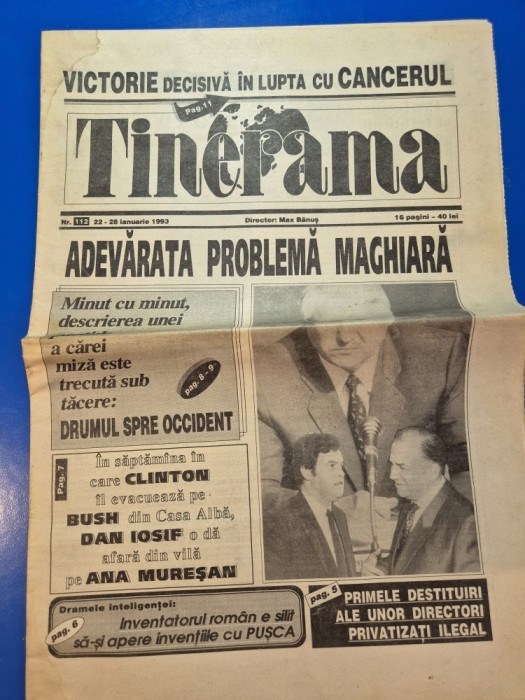 VICTORIE DECISIVĂ ÎN LUPTA CU CANCERUL
Pag.11
Tinerama
Nr. 112 22 - 28 ianuarie 1993 Director: Max Bănuș 16 pagini - 40 lei
ADEVĂRATA PROBLEMĂ MAGHIARĂ
Minut cu minut,
descrierea unei
a cărei
miză este
trecută sub
tăcere:
pag. 8 - 9
DRUMUL SPRE OCCIDENT
Pag. 7
În săptămîna în
care CLINTON
îl evacuează pe
BUSH din Casa Albă,
DAN IOSIF o dă
afară din vilă
pe ANA MUREȘAN
Dramele inteligenței:
pag. 6
Inventatorul român e silit
să-și apere invențiile cu PUȘCA
pag. 5
PRIMELE DESTITUIRI
ALE UNOR DIRECTORI
PRIVATIZAȚI ILEGAL